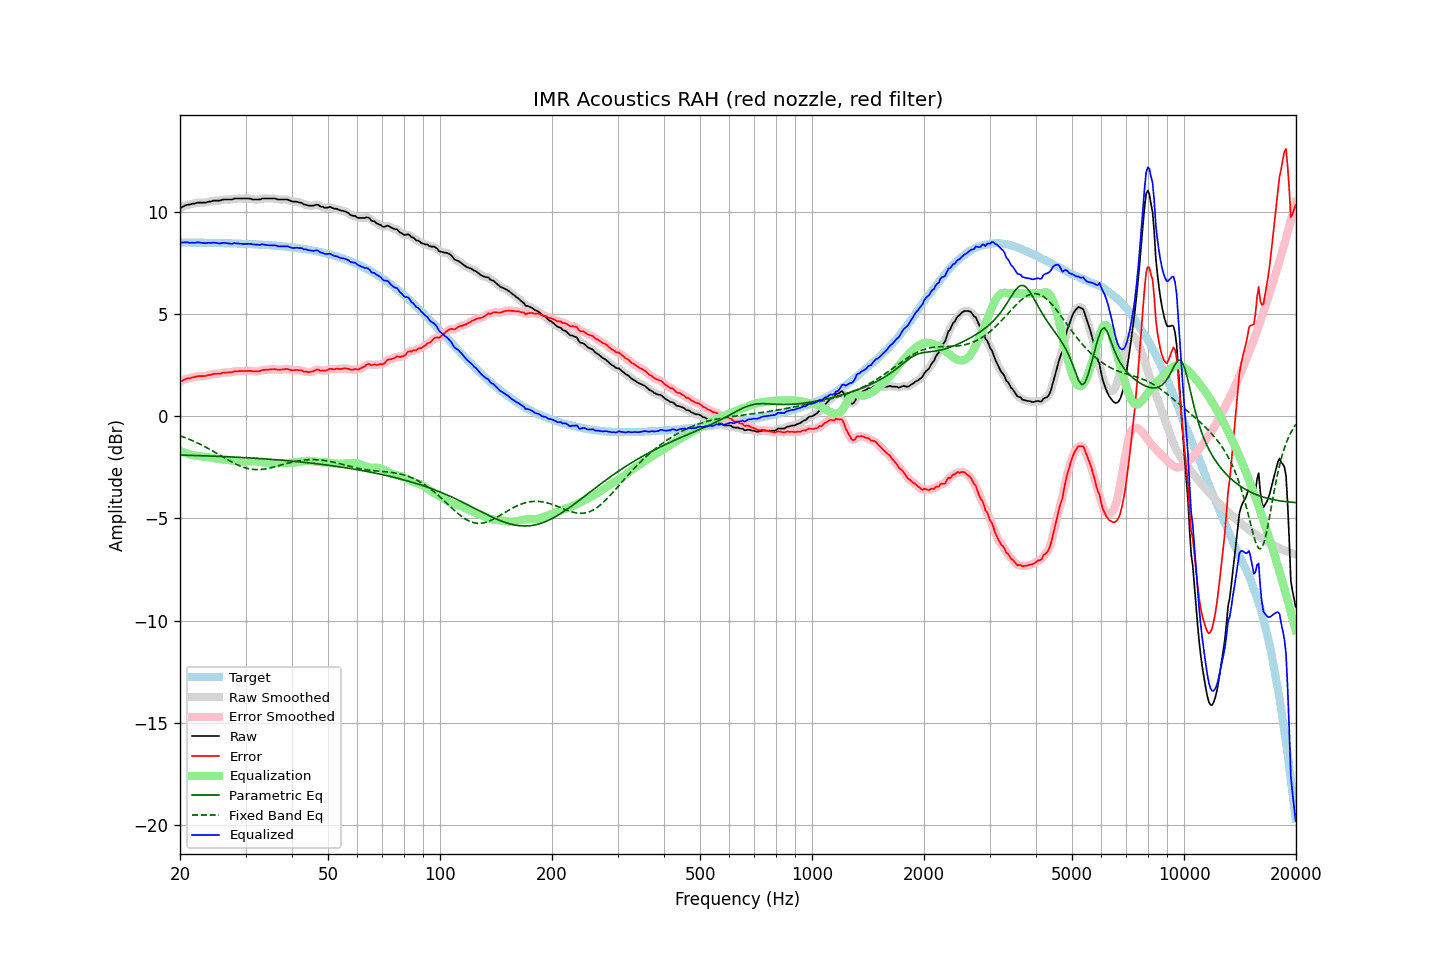 IMR Acoustics RAH (red nozzle, red filter)
Amplitude (dBr)
10
5
0
−5
−10
−15
−20
Target
Raw Smoothed
Error Smoothed
Raw
Error
Equalization
Parametric Eq
Fixed Band Eq
Equalized
20 50 100 200 500 1000 2000 5000 10000 20000
Frequency (Hz)